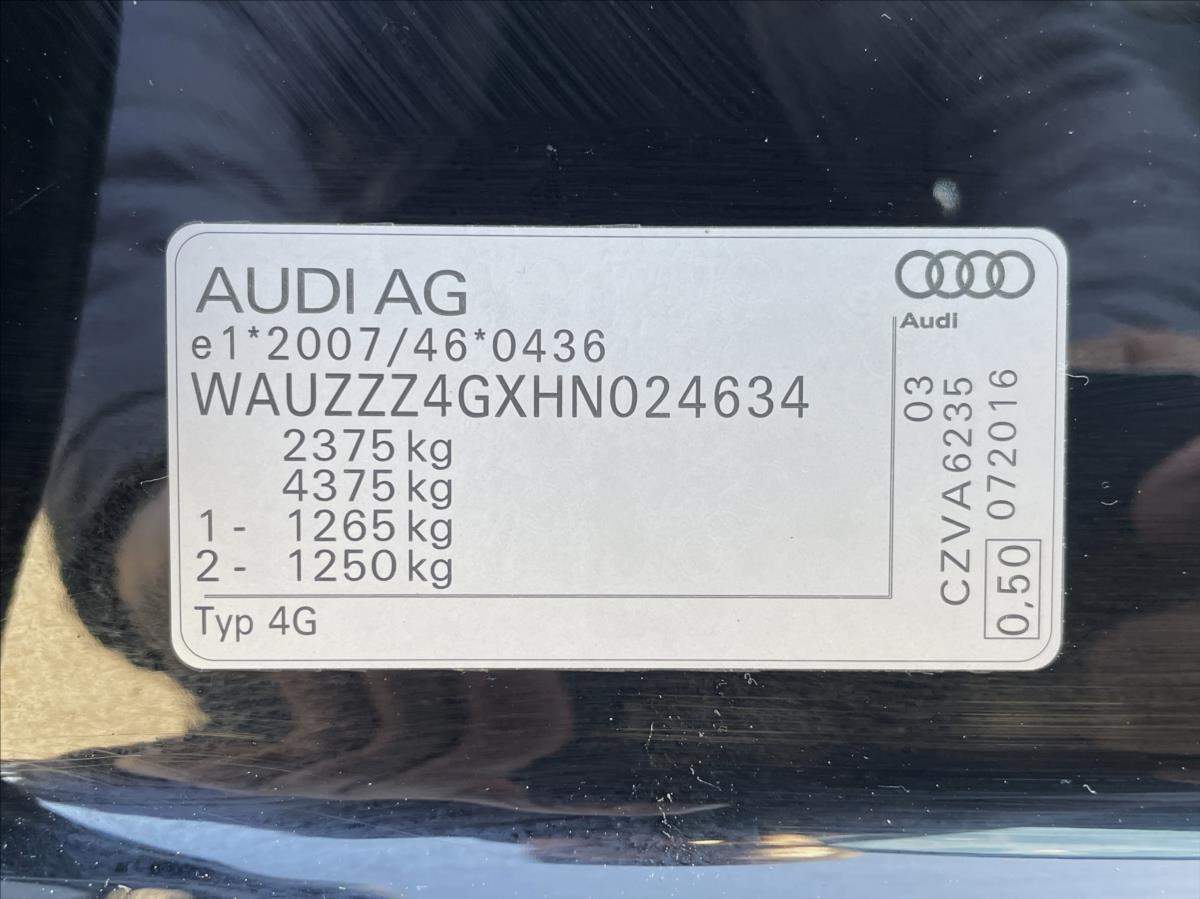 AUDI AG
e1*2007/46*0436
WAUZZZ4GXHN024634
2375 kg
4375 kg
1 - 1265 kg
2 - 1250 kg
Typ 4G
Audi
03
CZVA6235
0,50 072016